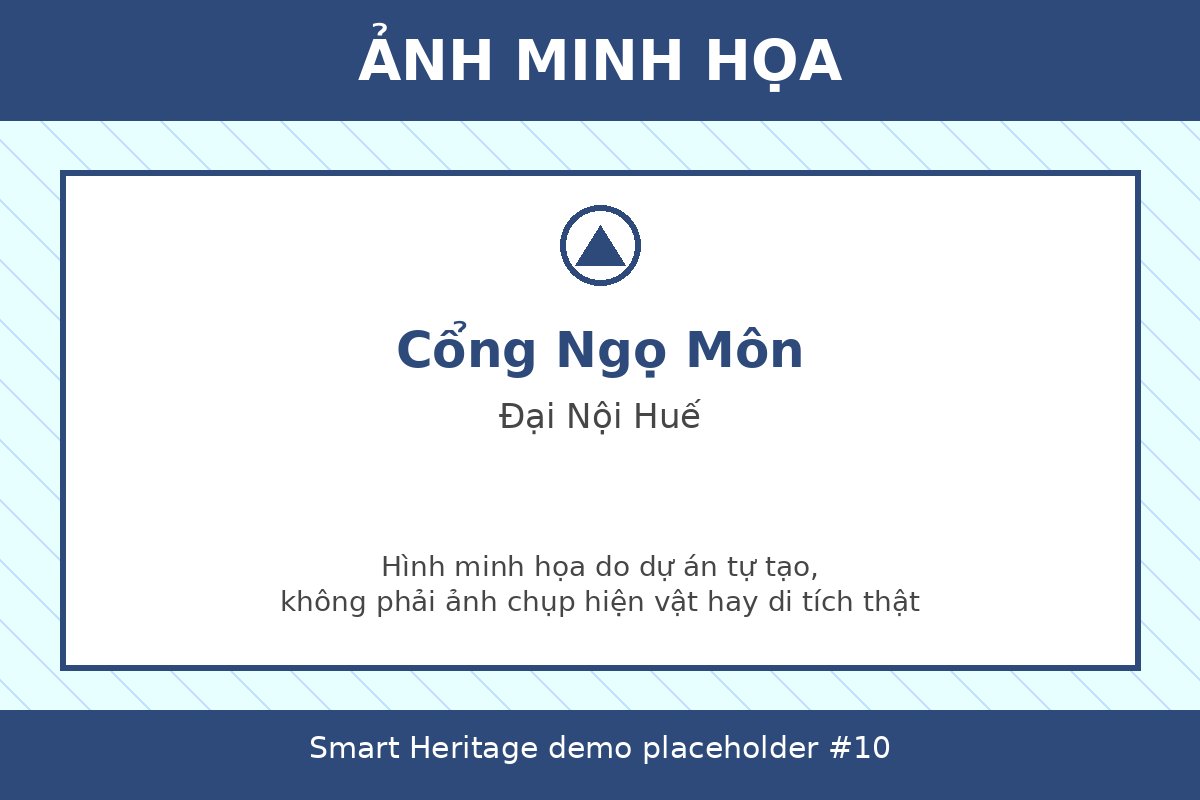 ẢNH MINH HỌA
Cổng Ngọ Môn
Đại Nội Huế
Hình minh họa do dự án tự tạo,
không phải ảnh chụp hiện vật hay di tích thật
Smart Heritage demo placeholder #10